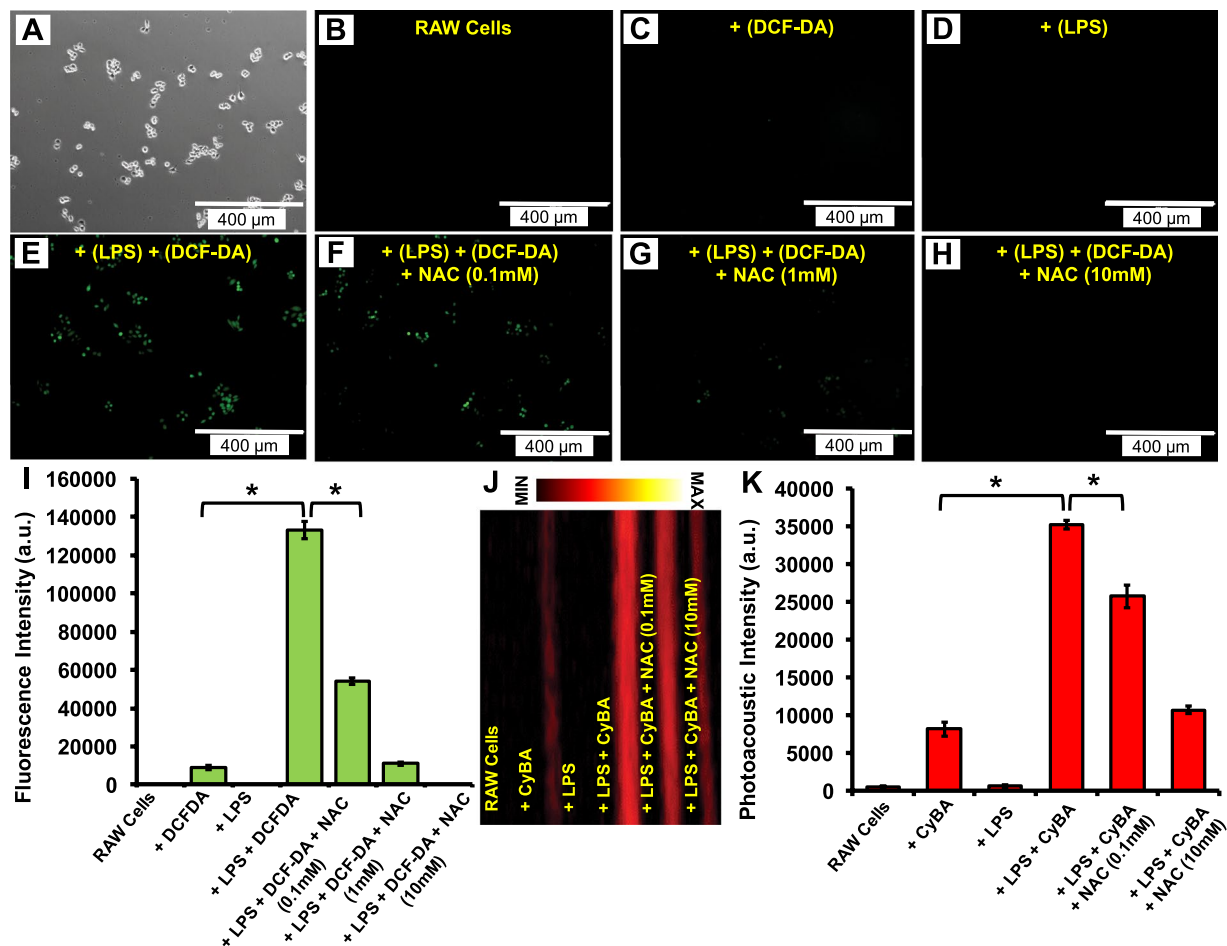 A
B
RAW Cells
C
+ (DCF-DA)
D
+ (LPS)
400 µm
400 µm
400 µm
400 µm
E
+ (LPS) + (DCF-DA)
F
+ (LPS) + (DCF-DA)
+ NAC (0.1mM)
G
+ (LPS) + (DCF-DA)
+ NAC (1mM)
H
+ (LPS) + (DCF-DA)
+ NAC (10mM)
400 µm
400 µm
400 µm
400 µm
I
Fluorescence Intensity (a.u.)
160000
140000
120000
100000
80000
60000
40000
20000
0
*
*
RAW Cells
+ DCFDA
+ LPS
+ LPS + DCFDA
+ LPS + DCF-DA + NAC
(0.1mM)
+ LPS + DCF-DA + NAC
(1mM)
+ LPS + DCF-DA + NAC
(10mM)
J
MIN
MAX
RAW Cells
+ CyBA
+ LPS
+ LPS + CyBA
+ LPS + CyBA + NAC (0.1mM)
+ LPS + CyBA + NAC (10mM)
K
Photoacoustic Intensity (a.u.)
40000
35000
30000
25000
20000
15000
10000
5000
0
*
*
RAW Cells
+ CyBA
+ LPS
+ LPS + CyBA
+ LPS + CyBA
+ NAC (0.1mM)
+ LPS + CyBA
+ NAC (10mM)